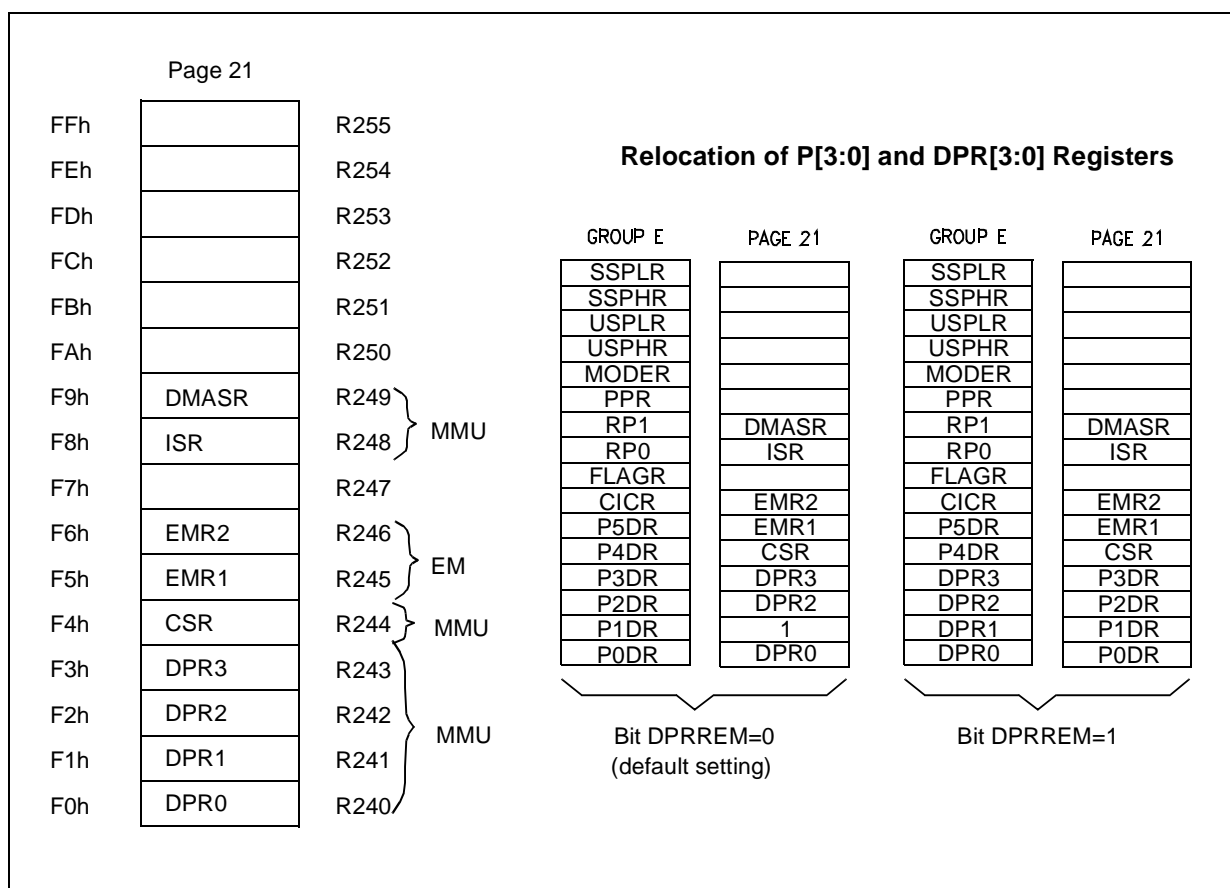 Page 21
FFh R255
FEh R254
FDh R253
FCh R252
FBh R251
FAh R250
F9h DMASR R249
MMU
F8h ISR R248
F7h R247
F6h EMR2 R246
EM
F5h EMR1 R245
F4h CSR R244 MMU
F3h DPR3 R243
F2h DPR2 R242
MMU
F1h DPR1 R241
F0h DPR0 R240
Relocation of P[3:0] and DPR[3:0] Registers
GROUP E PAGE 21 GROUP E PAGE 21
SSPLR SSPLR
SSPHR SSPHR
USPLR USPLR
USPHR USPHR
MODER MODER
PPR PPR
RP1 DMASR RP1 DMASR
RP0 ISR RP0 ISR
FLAGR FLAGR
CICR EMR2 CICR EMR2
P5DR EMR1 P5DR EMR1
P4DR CSR P4DR CSR
P3DR DPR3 DPR3 P3DR
P2DR DPR2 DPR2 P2DR
P1DR 1 DPR1 P1DR
P0DR DPR0 DPR0 P0DR
Bit DPRREM=0 Bit DPRREM=1
(default setting)